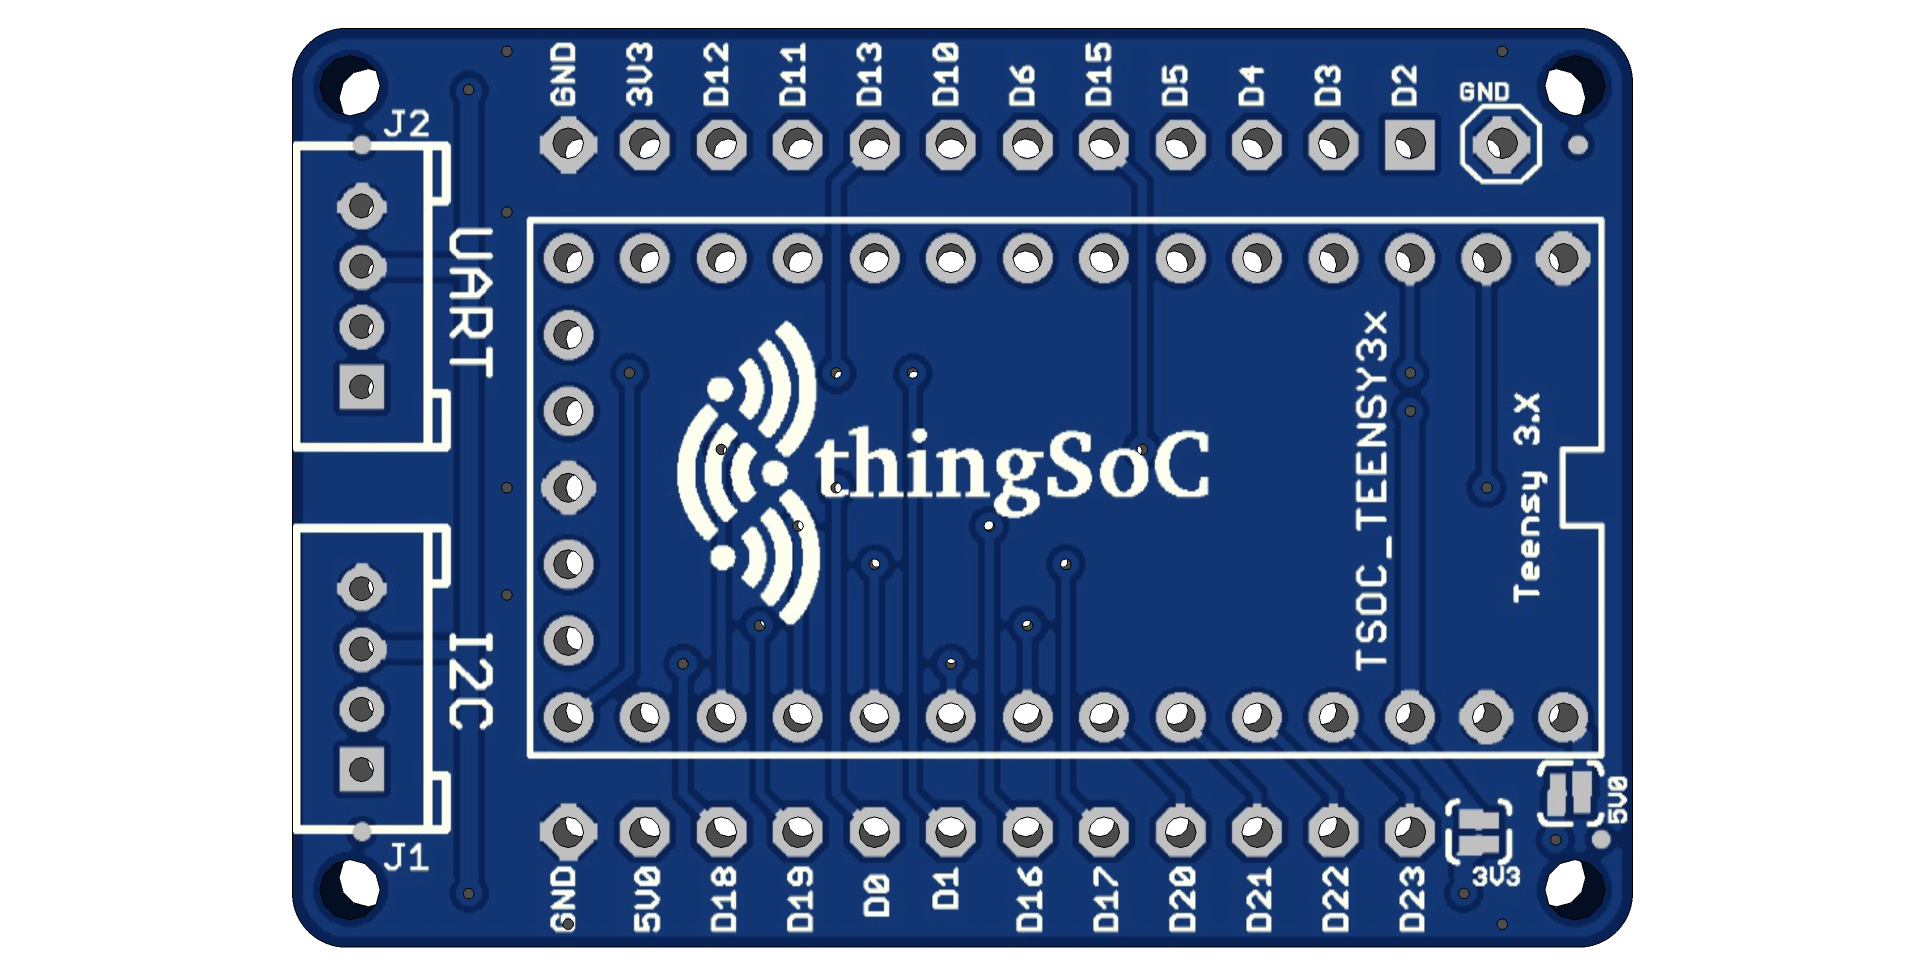 GND 3V3 D12 D11 D13 D10 D6 D15 D5 D4 D3 D2 GND
J2
UART
thingSoC
TSOC_TEENSY3x
Teensy 3.X
I2C
J1
5V0
3V3
GND 5V0 D18 D19 D0 D1 D16 D17 D20 D21 D22 D23